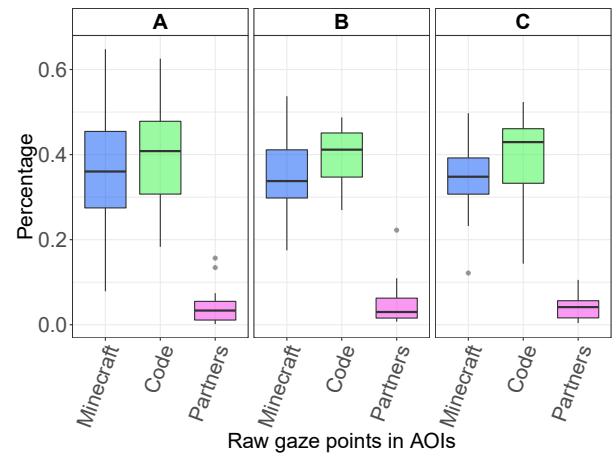 A B C
Percentage
0.6
0.4
0.2
0.0
Minecraft Code Partners Minecraft Code Partners Minecraft Code Partners
Raw gaze points in AOIs